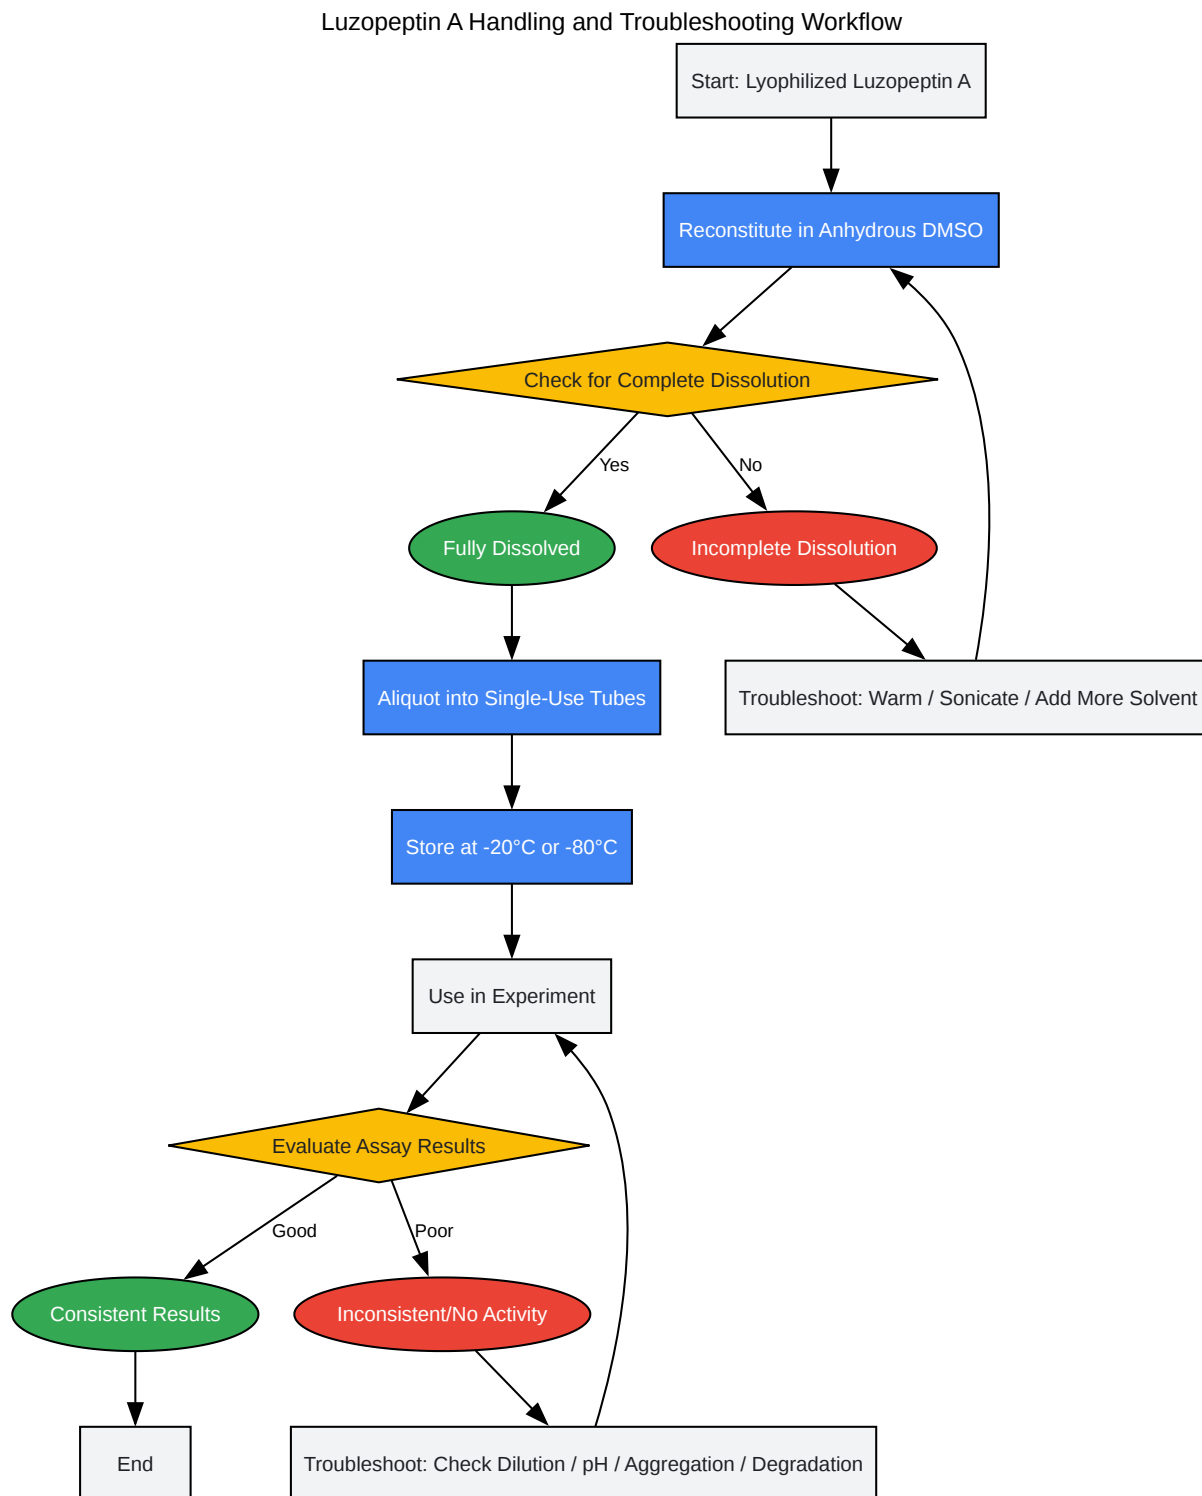 Luzopeptin A Handling and Troubleshooting Workflow
Start: Lyophilized Luzopeptin A
Reconstitute in Anhydrous DMSO
Check for Complete Dissolution
Yes
No
Fully Dissolved
Incomplete Dissolution
Aliquot into Single-Use Tubes
Troubleshoot: Warm / Sonicate / Add More Solvent
Store at -20°C or -80°C
Use in Experiment
Evaluate Assay Results
Good
Poor
Consistent Results
Inconsistent/No Activity
End
Troubleshoot: Check Dilution / pH / Aggregation / Degradation